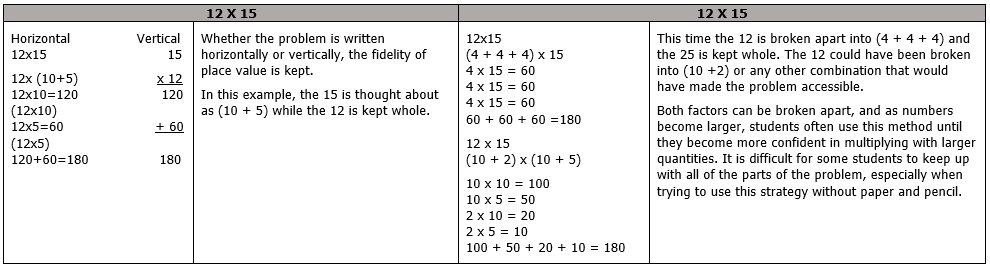 12 X 15
Horizontal Vertical
12x15 15
12x (10+5) x 12
12x10=120 120
(12x10)
12x5=60 + 60
(12x5)
120+60=180 180
Whether the problem is written
horizontally or vertically, the fidelity of
place value is kept.
In this example, the 15 is thought about
as (10 + 5) while the 12 is kept whole.
12 X 15
12x15
(4 + 4 + 4) x 15
4 x 15 = 60
4 x 15 = 60
4 x 15 = 60
60 + 60 + 60 =180
12 x 15
(10 + 2) x (10 + 5)
10 x 10 = 100
10 x 5 = 50
2 x 10 = 20
2 x 5 = 10
100 + 50 + 20 + 10 = 180
This time the 12 is broken apart into (4 + 4 + 4) and
the 25 is kept whole. The 12 could have been broken
into (10 +2) or any other combination that would
have made the problem accessible.
Both factors can be broken apart, and as numbers
become larger, students often use this method until
they become more confident in multiplying with larger
quantities. It is difficult for some students to keep up
with all of the parts of the problem, especially when
trying to use this strategy without paper and pencil.